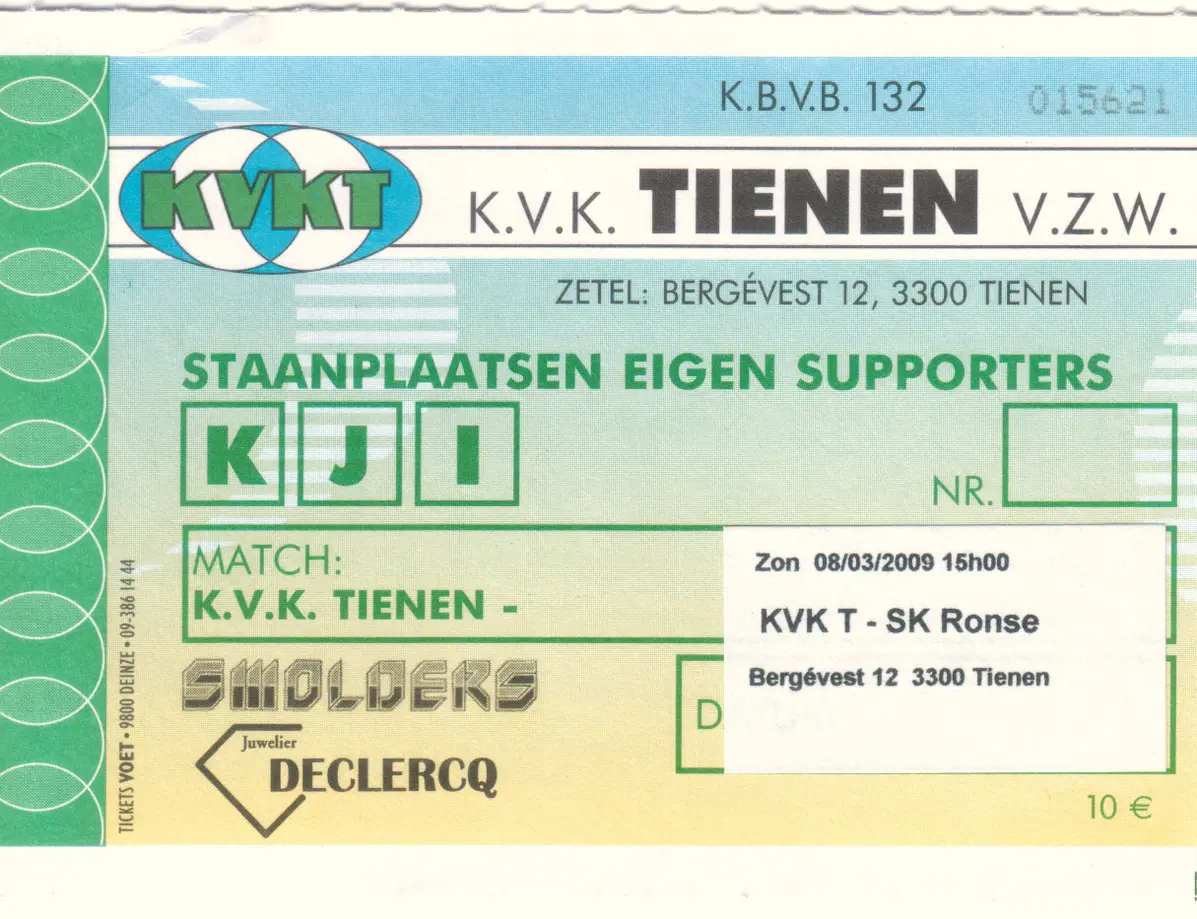 K.B.V.B. 132
015621
KVKT
K.V.K. TIENEN V.Z.W.
ZETEL: BERGÉVEST 12, 3300 TIENEN
STAANPLAATSEN EIGEN SUPPORTERS
K J I
NR.
MATCH:
K.V.K. TIENEN -
Zon 08/03/2009 15h00
KVK T - SK Ronse
Bergévest 12 3300 Tienen
SMOLDERS
Juwelier
DECLERCQ
10 €
TICKETS VOET • 9800 DEINZE • 09-386 14 44